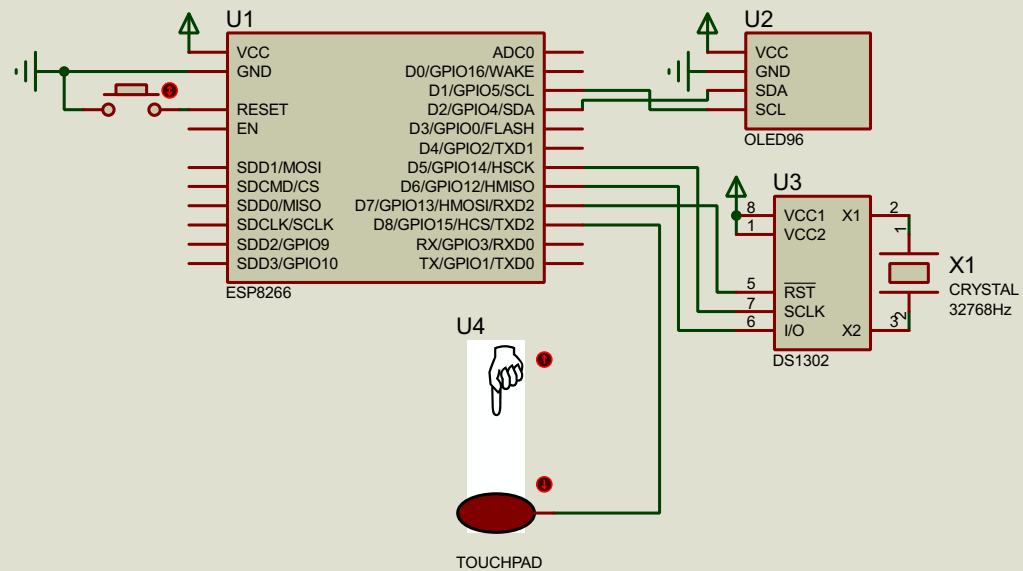 U1
VCC
GND
RESET
EN
SDD1/MOSI
SDCMD/CS
SDD0/MISO
SDCLK/SCLK
SDD2/GPIO9
SDD3/GPIO10
ADC0
D0/GPIO16/WAKE
D1/GPIO5/SCL
D2/GPIO4/SDA
D3/GPIO0/FLASH
D4/GPIO2/TXD1
D5/GPIO14/HSCK
D6/GPIO12/HMISO
D7/GPIO13/HMOSI/RXD2
D8/GPIO15/HCS/TXD2
RX/GPIO3/RXD0
TX/GPIO1/TXD0
ESP8266
U2
VCC
GND
SDA
SCL
OLED96
U3
8 VCC1 X1 2
1 VCC2
5 RST
7 SCLK
6 I/O X2 3
DS1302
1
2
X1
CRYSTAL
32768Hz
U4
TOUCHPAD